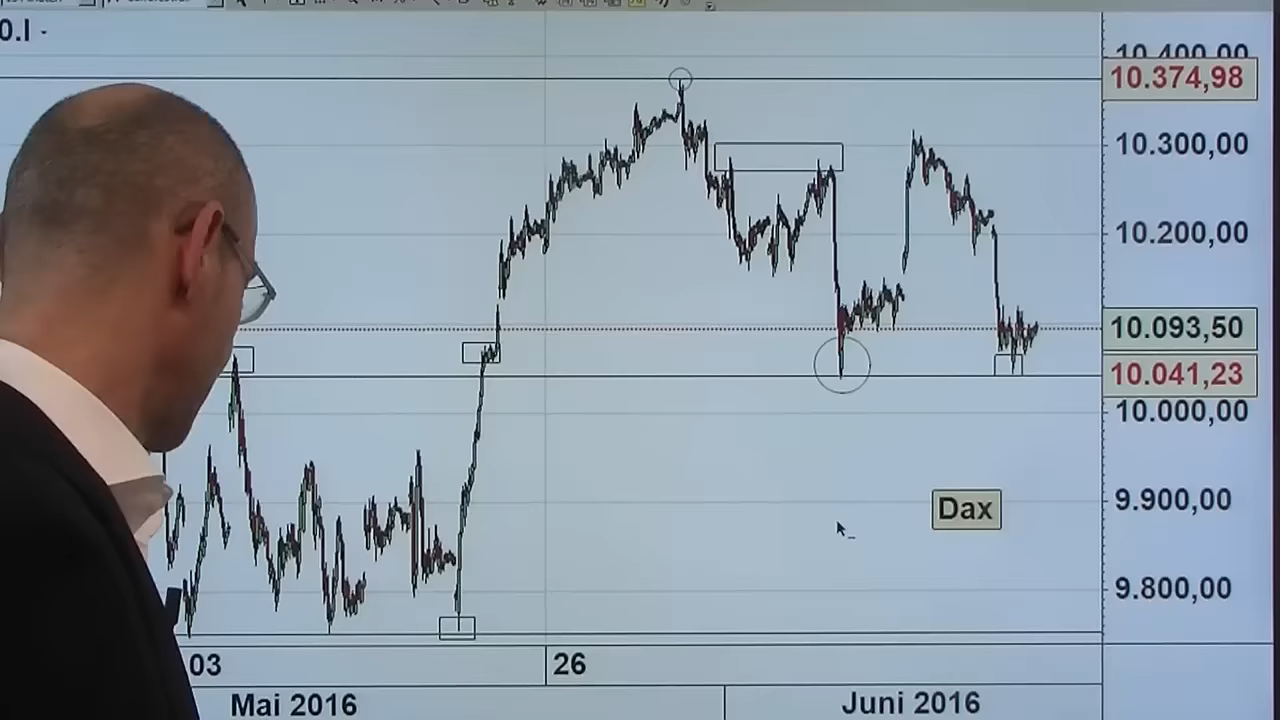 0.I
10.400,00
10.374,98
10.300,00
10.200,00
10.093,50
10.041,23
10.000,00
Dax
9.900,00
9.800,00
03
26
Mai 2016
Juni 2016